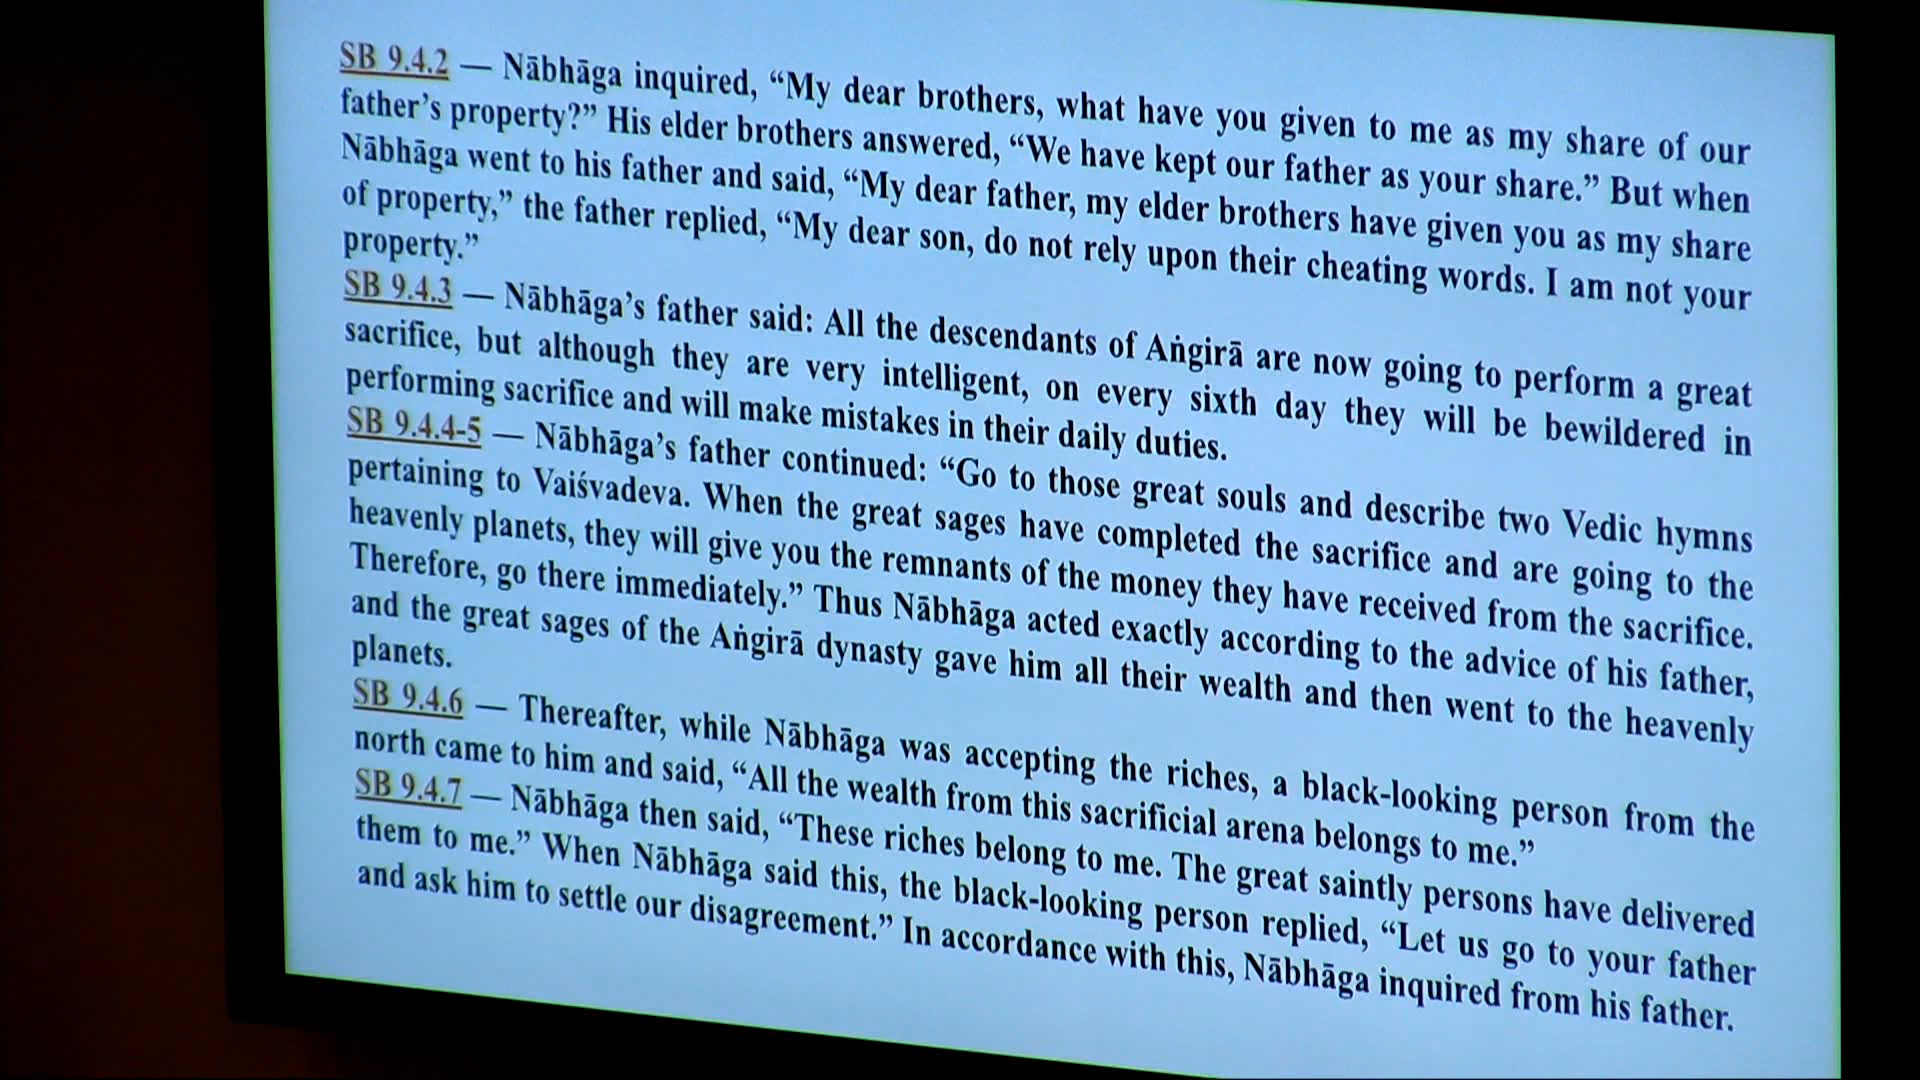 SB 9.4.2 — Nābhāga inquired, “My dear brothers, what have you given to me as my share of our
father’s property?” His elder brothers answered, “We have kept our father as your share.” But when
Nābhāga went to his father and said, “My dear father, my elder brothers have given you as my share
of property,” the father replied, “My dear son, do not rely upon their cheating words. I am not your
property.”
SB 9.4.3 — Nābhāga’s father said: All the descendants of Aṅgirā are now going to perform a great
sacrifice, but although they are very intelligent, on every sixth day they will be bewildered in
performing sacrifice and will make mistakes in their daily duties.
SB 9.4.4-5 — Nābhāga’s father continued: “Go to those great souls and describe two Vedic hymns
pertaining to Vaiśvadeva. When the great sages have completed the sacrifice and are going to the
heavenly planets, they will give you the remnants of the money they have received from the sacrifice.
Therefore, go there immediately.” Thus Nābhāga acted exactly according to the advice of his father,
and the great sages of the Aṅgirā dynasty gave him all their wealth and then went to the heavenly
planets.
SB 9.4.6 — Thereafter, while Nābhāga was accepting the riches, a black-looking person from the
north came to him and said, “All the wealth from this sacrificial arena belongs to me.”
SB 9.4.7 — Nābhāga then said, “These riches belong to me. The great saintly persons have delivered
them to me.” When Nābhāga said this, the black-looking person replied, “Let us go to your father
and ask him to settle our disagreement.” In accordance with this, Nābhāga inquired from his father.